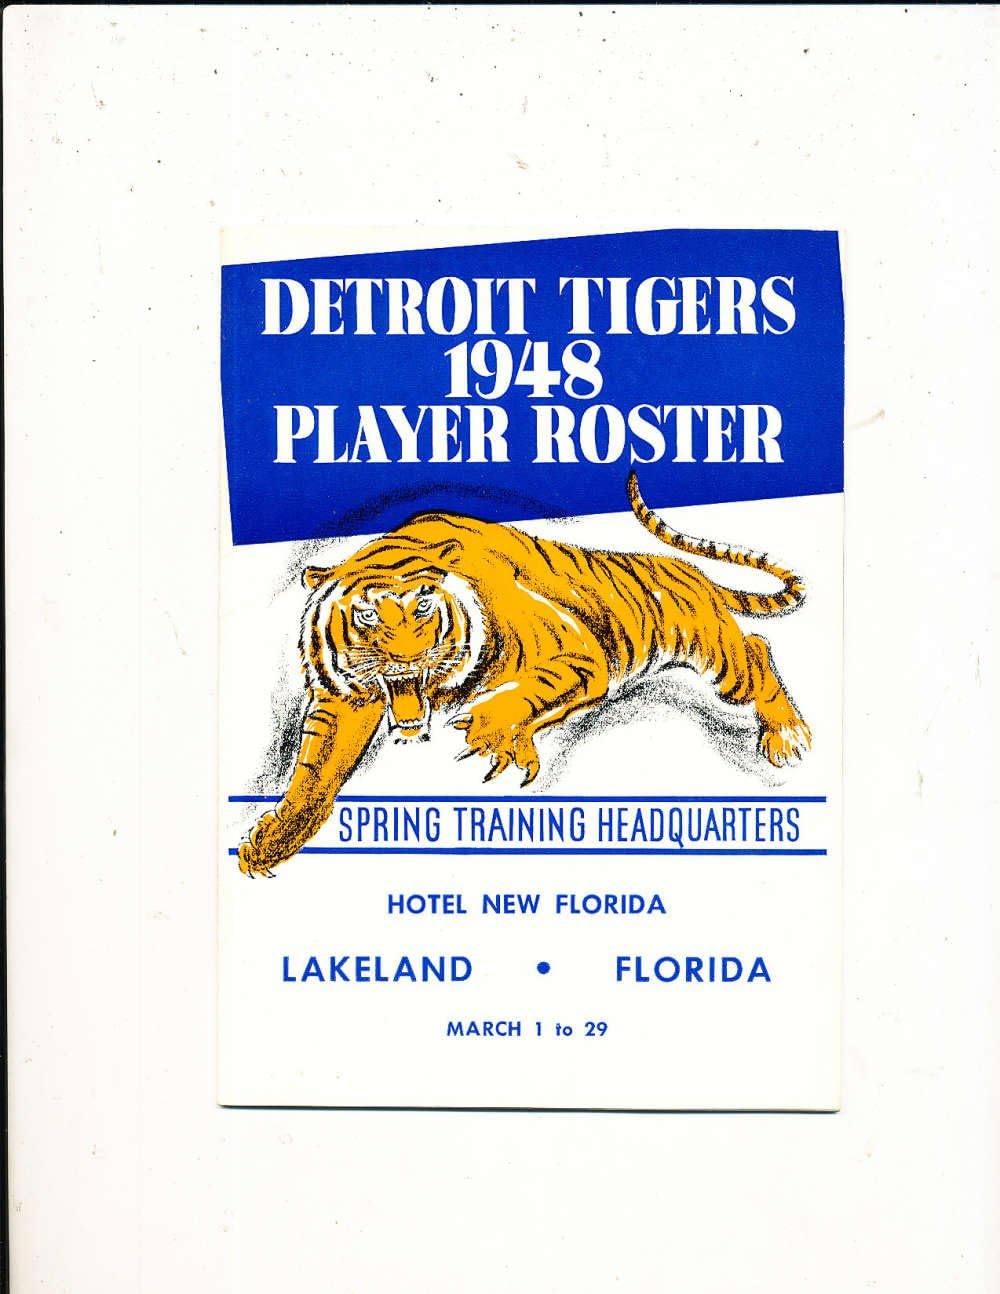 DETROIT TIGERS
1948
PLAYER ROSTER
SPRING TRAINING HEADQUARTERS
HOTEL NEW FLORIDA
LAKELAND • FLORIDA
MARCH 1 to 29